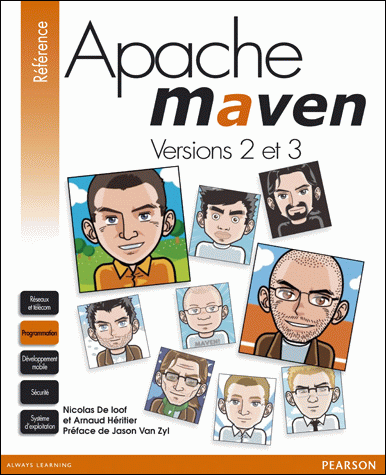 Référence
Apache
maven
Versions 2 et 3
Réseaux
et télécom
Programmation
Développement
mobile
Sécurité
Système
d'exploitation
MAVEN!
Nicolas De loof
et Arnaud Héritier
Préface de Jason Van Zyl
ALWAYS LEARNING
PEARSON